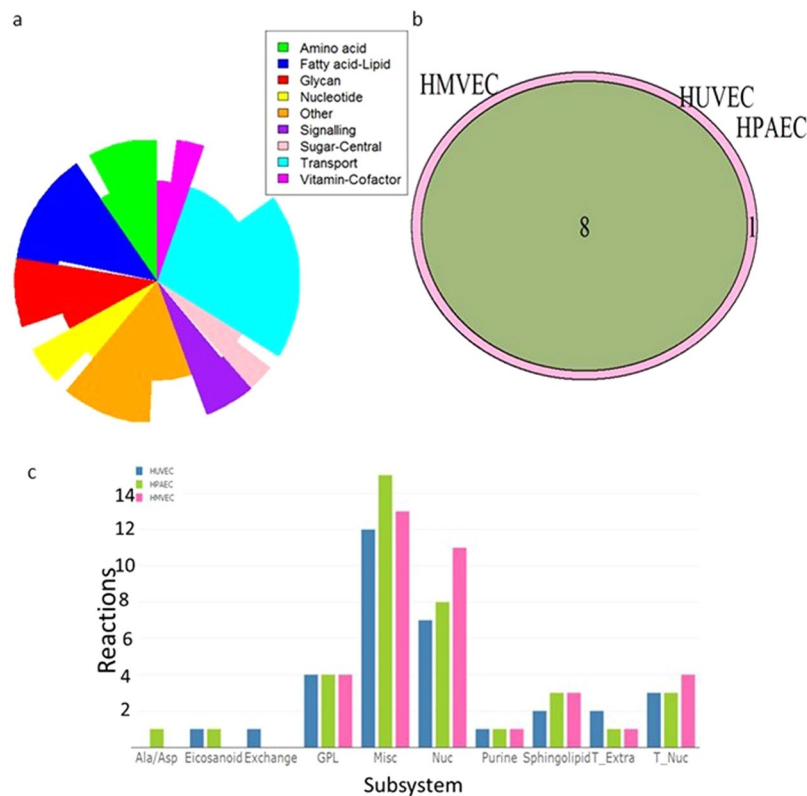 a
Amino acid
Fatty acid-Lipid
Glycan
Nucleotide
Other
Signalling
Sugar-Central
Transport
Vitamin-Cofactor
b
HMVEC
HUVEC
HPAEC
8
1
c
HUVEC
HPAEC
HMVEC
14
12
10
8
6
4
2
Reactions
Ala/Asp Eicosanoid Exchange GPL Misc Nuc Purine Sphingolipid T_Extra T_Nuc
Subsystem